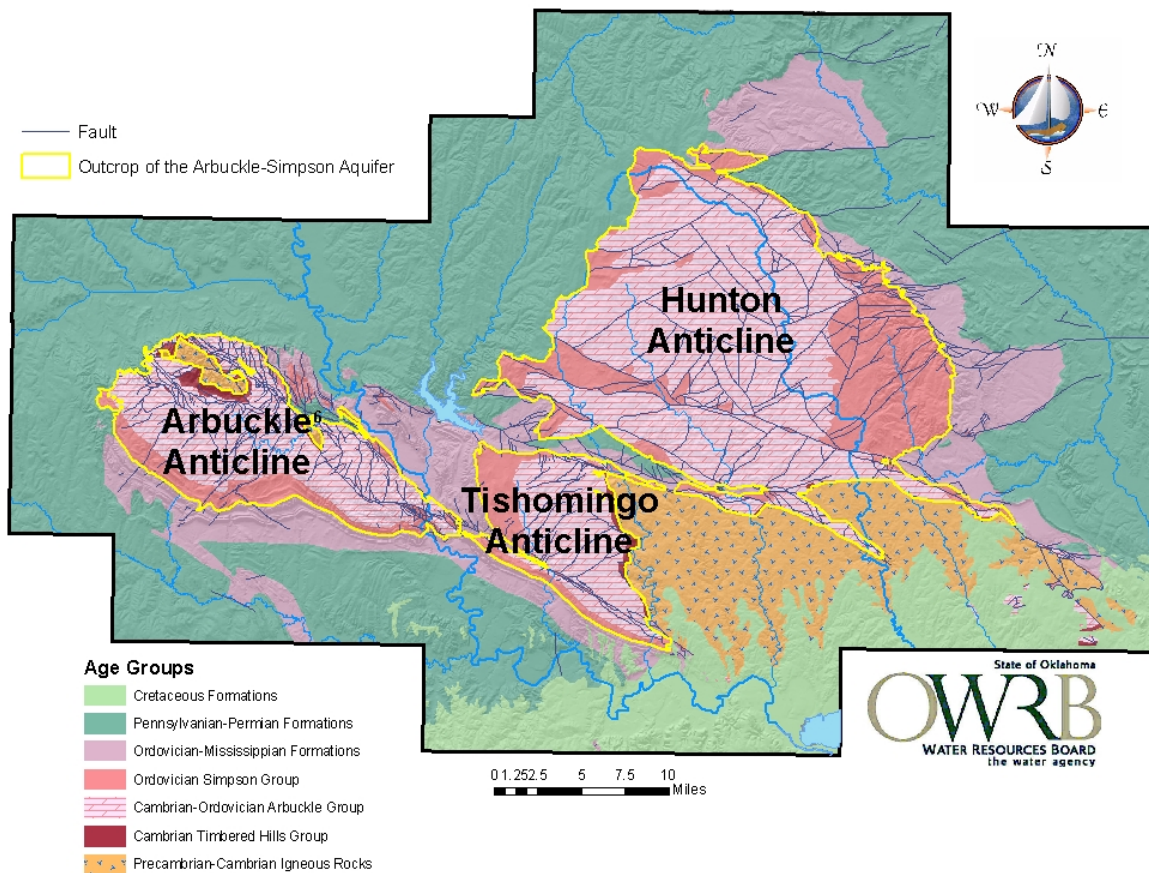 N
W
E
S
Fault
Outcrop of the Arbuckle-Simpson Aquifer
Hunton
Anticline
Arbuckle6
Anticline
Tishomingo
Anticline
Age Groups
Cretaceous Formations
Pennsylvanian-Permian Formations
Ordovician-Mississippian Formations
Ordovician Simpson Group
Cambrian-Ordovician Arbuckle Group
Cambrian Timbered Hills Group
Precambrian-Cambrian Igneous Rocks
0 1.25 2.5 5 7.5 10
Miles
State of Oklahoma
OWRB
WATER RESOURCES BOARD
the water agency